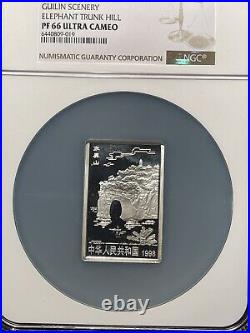 GUILIN SCENERY
ELEPHANT TRUNK HILL
PF 66 ULTRA CAMEO
6440809-019
NGC
NUMISMATIC GUARANTY CORPORATION
象鼻山
中华人民共和国 1998